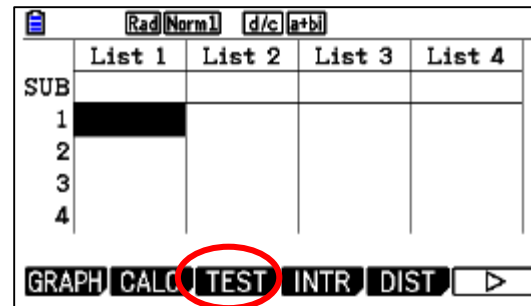 Rad Norm1 d/c a+bi
List 1 List 2 List 3 List 4
SUB
1
2
3
4
GRAPH CALC TEST INTR DIST ▷